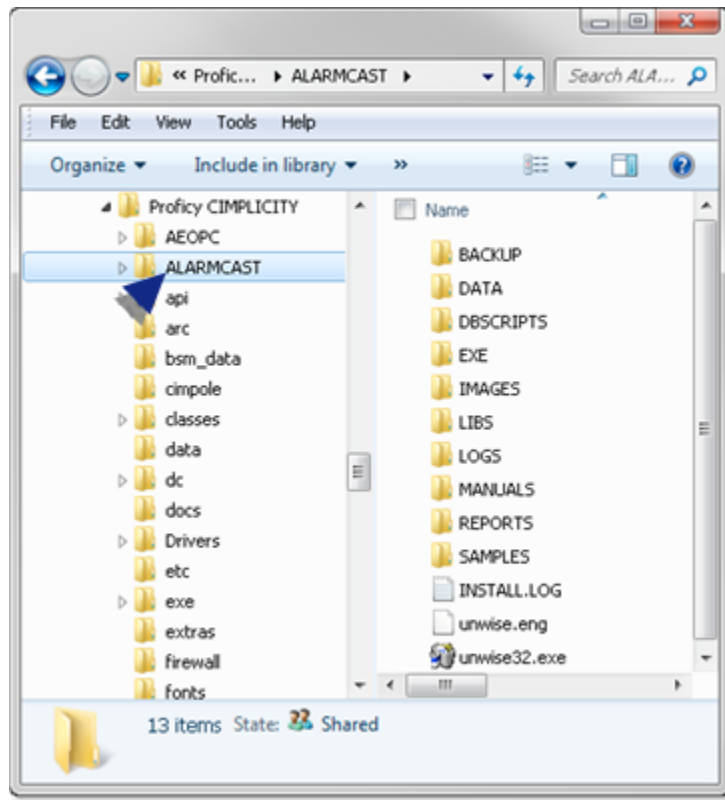 « Profic... ▸ ALARMCAST ▸
Search ALA...
File Edit View Tools Help
Organize Include in library »
Proficy CIMPLICITY
AEOPC
ALARMCAST
api
arc
bsm_data
cimpole
classes
data
dc
docs
Drivers
etc
exe
extras
firewall
fonts
Name
BACKUP
DATA
DBSCRIPTS
EXE
IMAGES
LIBS
LOGS
MANUALS
REPORTS
SAMPLES
INSTALL.LOG
unwise.eng
unwise32.exe
13 items State: Shared